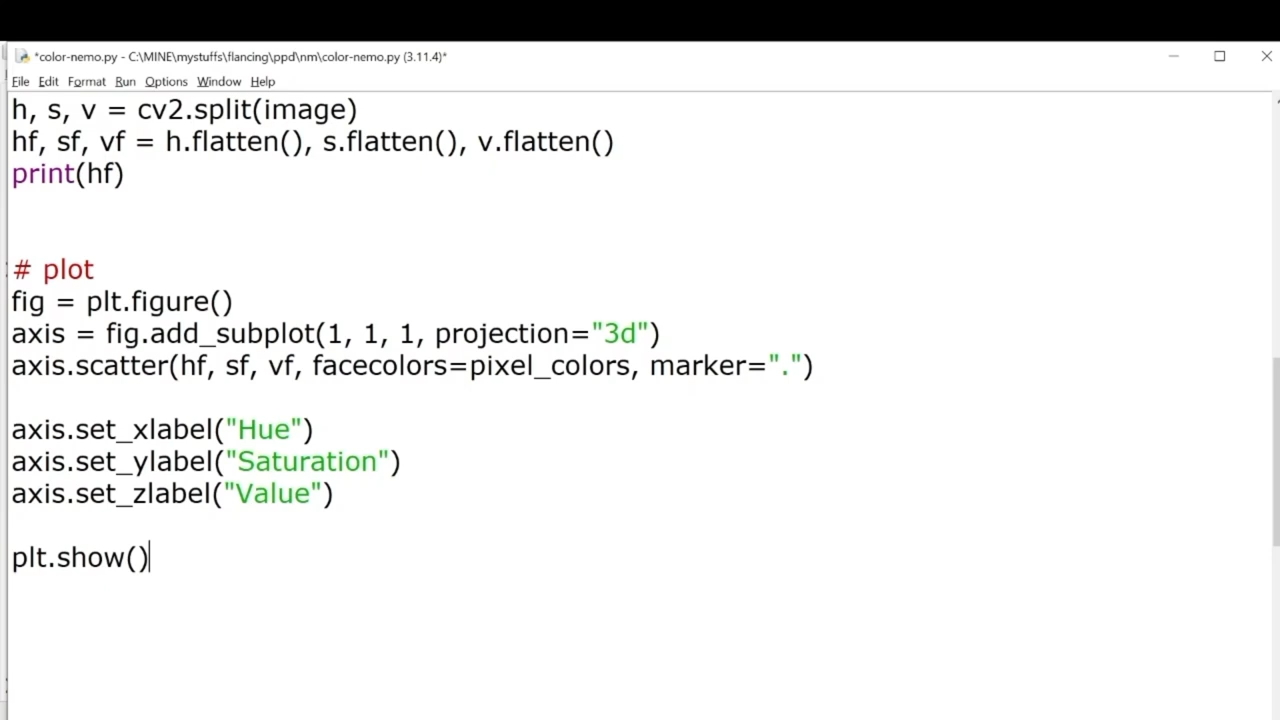 *color-nemo.py - C:\MINE\mystuffs\flancing\ppd\nm\color-nemo.py (3.11.4)*
File Edit Format Run Options Window Help
h, s, v = cv2.split(image)
hf, sf, vf = h.flatten(), s.flatten(), v.flatten()
print(hf)
# plot
fig = plt.figure()
axis = fig.add_subplot(1, 1, 1, projection="3d")
axis.scatter(hf, sf, vf, facecolors=pixel_colors, marker=".")
axis.set_xlabel("Hue")
axis.set_ylabel("Saturation")
axis.set_zlabel("Value")
plt.show()